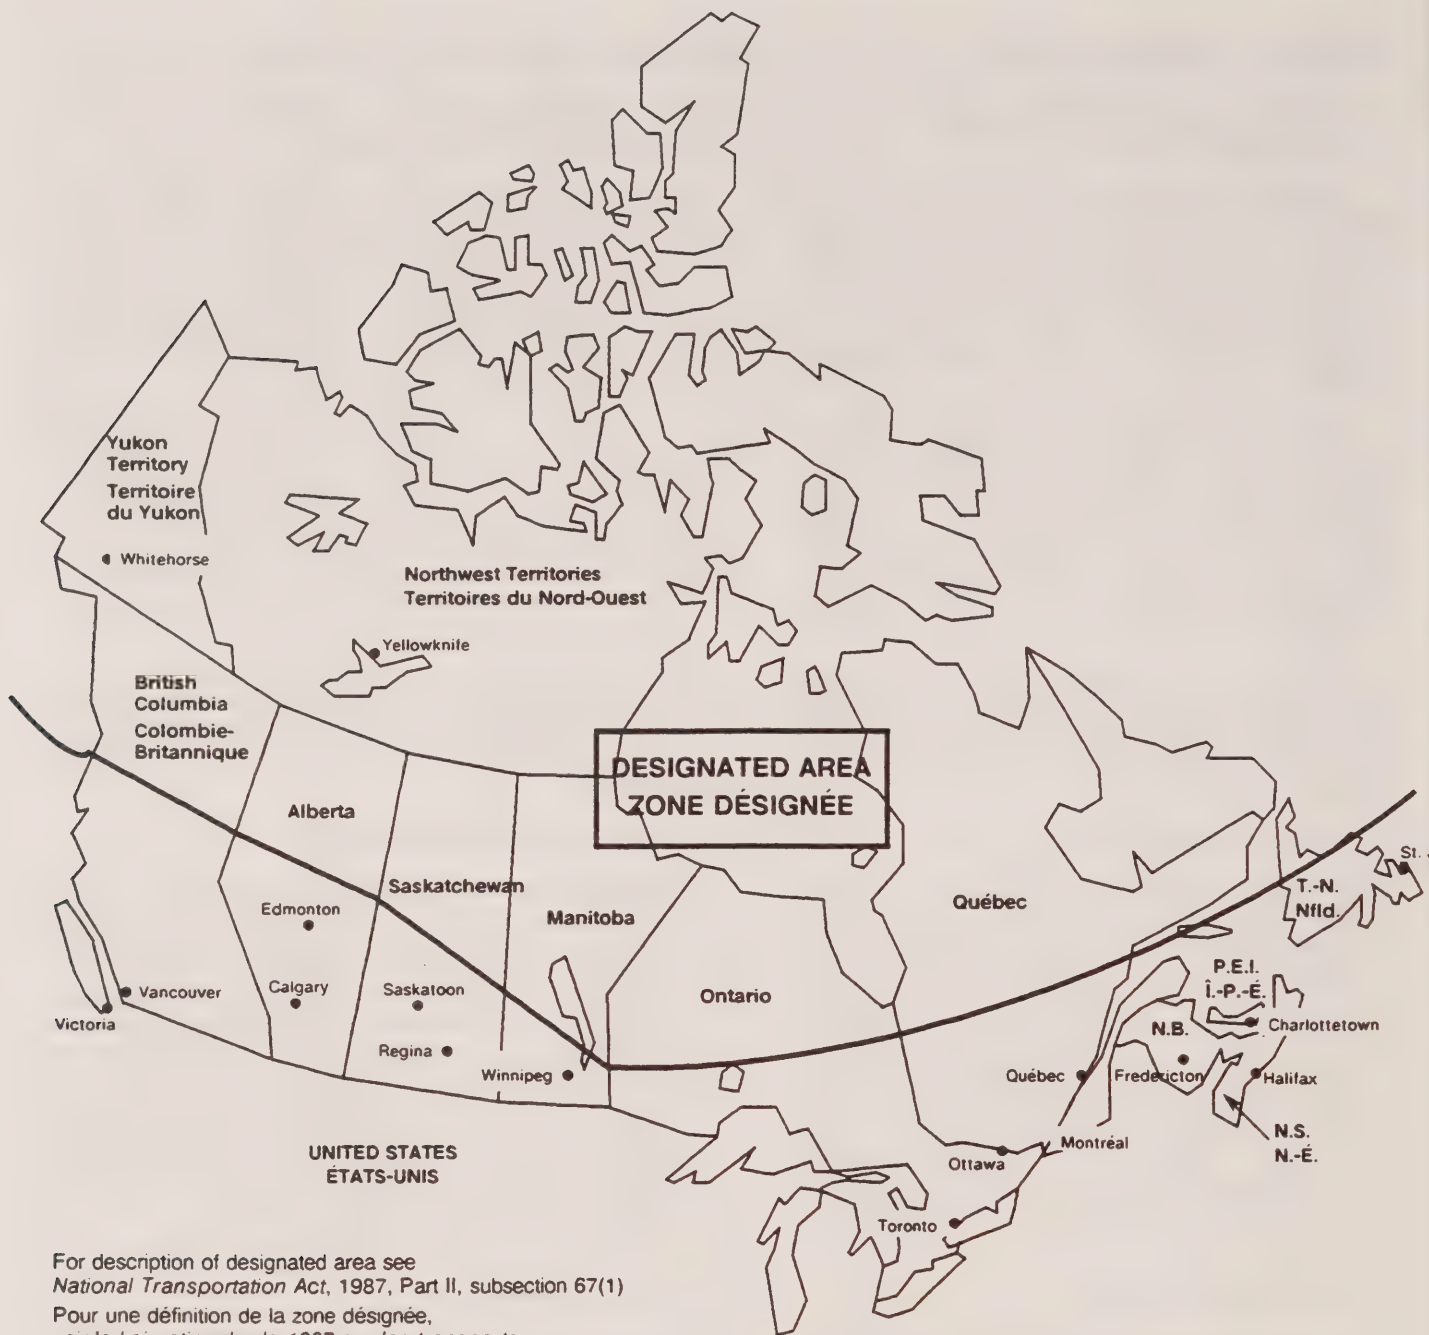 Yukon
Territory
Territoire
du Yukon
Whitehorse
Northwest Territories
Territoires du Nord-Ouest
Yellowknife
British
Columbia
Colombie-
Britannique
DESIGNATED AREA
ZONE DÉSIGNÉE
Alberta
Saskatchewan
Manitoba
Edmonton
Calgary
Saskatoon
Regina
Winnipeg
Vancouver
Victoria
Ontario
Québec
T.-N.
Nfld.
St.
P.E.I.
Î.-P.-É.
Charlottetown
N.B.
Fredericton
Halifax
N.S.
N.-É.
Québec
Montréal
Ottawa
Toronto
UNITED STATES
ÉTATS-UNIS
For description of designated area see
National Transportation Act, 1987, Part II, subsection 67(1)
Pour une définition de la zone désignée,